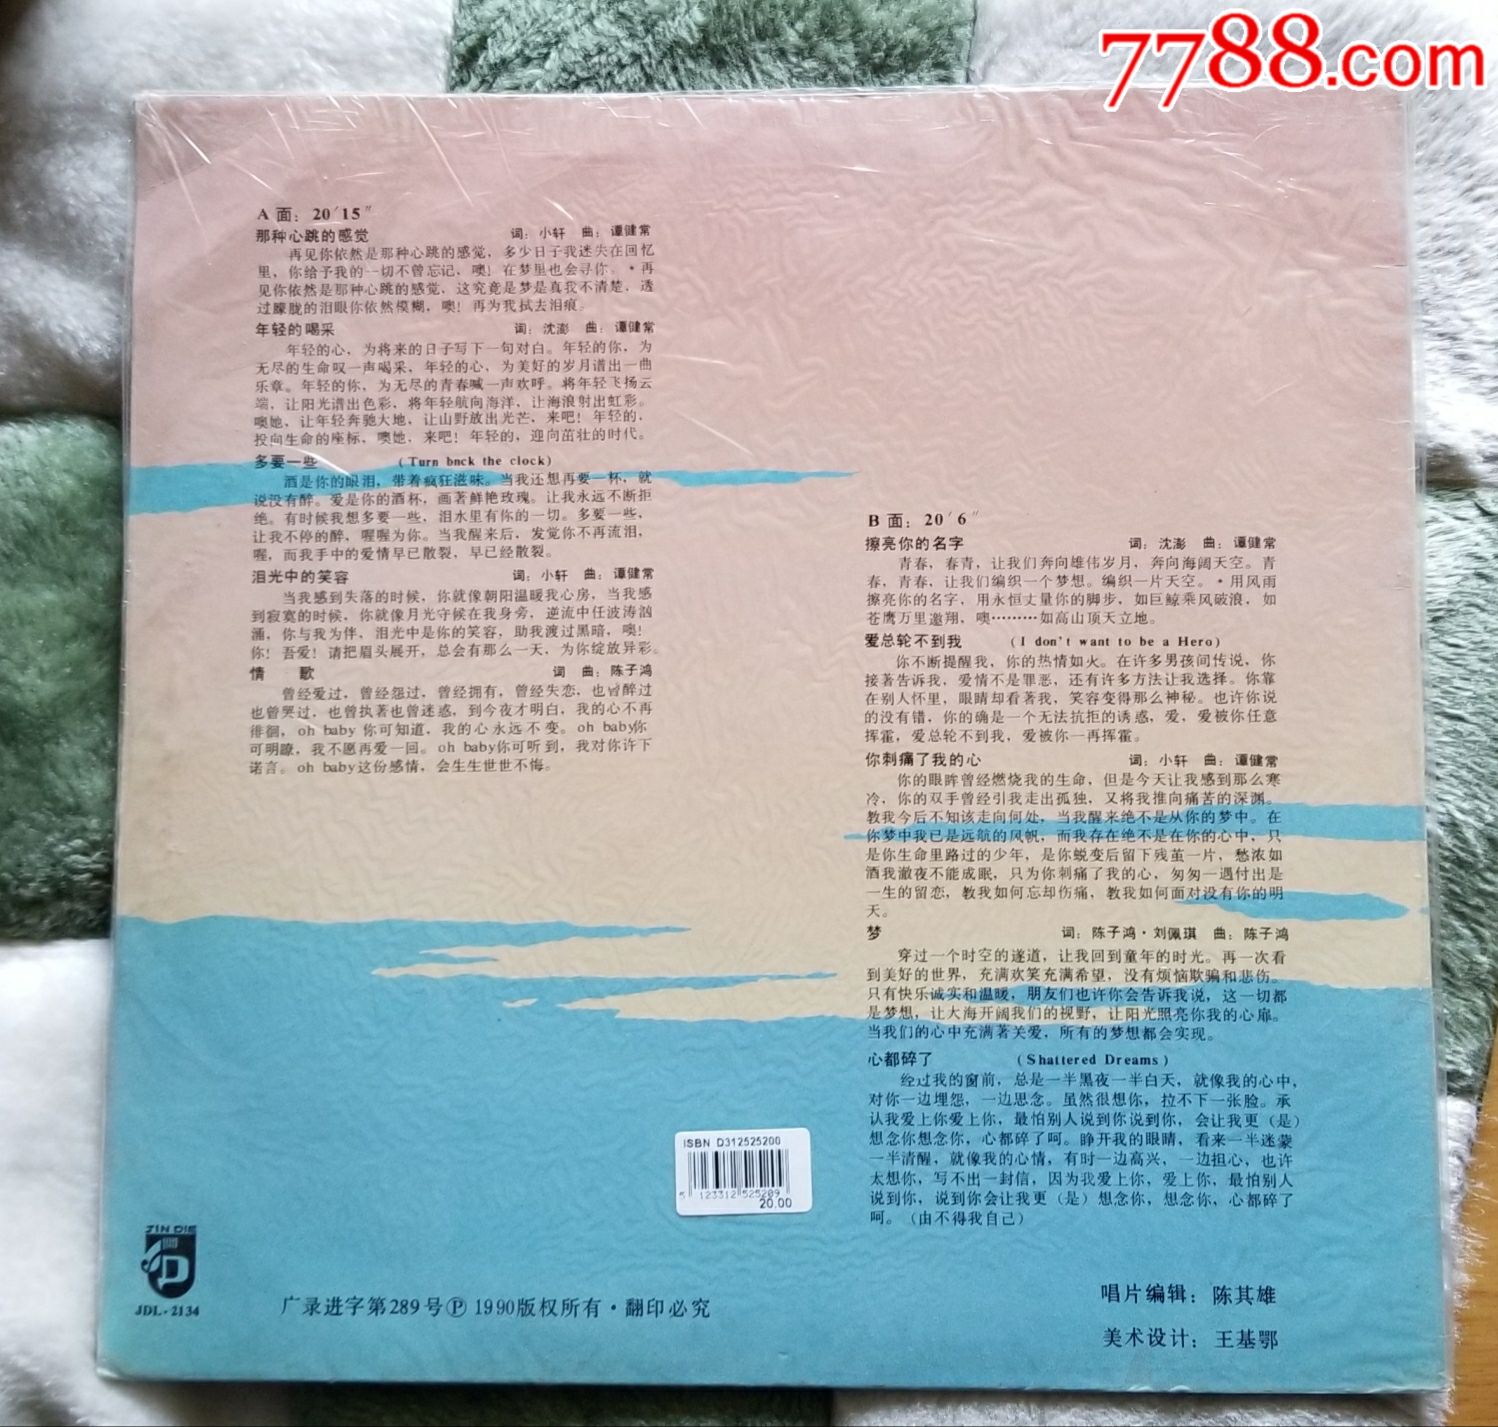 7788.com
A 面：20′15″
那种心跳的感觉 词：小轩 曲：谭健常
再见你依然是那种心跳的感觉，多少日子我迷失在回忆
里，你给予我的一切不曾忘记，噢！在梦里也会寻你。·再
见你依然是那种心跳的感觉，这究竟是梦是真我不清楚，透
过朦胧的泪眼你依然模糊，噢！再为我拭去泪痕。
年轻的喝采 词：沈澎 曲：谭健常
年轻的心，为将来的日子写下一句对白。年轻的你，为
无尽的生命叹一声喝采，年轻的心，为美好的岁月谱出一曲
乐章。年轻的你，为无尽的青春喊一声欢呼。将年轻飞扬云
端，让阳光谱出色彩，将年轻航向海洋，让海浪射出虹彩。
噢她，让年轻奔驰大地，让山野放出光芒，来吧！年轻的，
投向生命的座标，噢她，来吧！年轻的，迎向茁壮的时代。
多要一些 (Turn bnck the clock)
酒是你的眼泪，带着疯狂滋味。当我还想再要一杯，就
说没有醉。爱是你的酒杯，画著鲜艳玫瑰。让我永远不断拒
绝。有时候我想多要一些，泪水里有你的一切。多要一些，
让我不停的醉，喔喔为你。当我醒来后，发觉你不再流泪，
喔，而我手中的爱情早已散裂，早已经散裂。
泪光中的笑容 词：小轩 曲：谭健常
当我感到失落的时候，你就像朝阳温暖我心房，当我感
到寂寞的时候，你就像月光守候在我身旁，逆流中任波涛汹
涌，你与我为伴，泪光中是你的笑容，助我渡过黑暗，噢！
你！吾爱！请把眉头展开，总会有那么一天，为你绽放异彩。
情 歌 词 曲：陈子鸿
曾经爱过，曾经怨过，曾经拥有，曾经失恋，也曾醉过
也曾哭过，也曾执著也曾迷惑，到今夜才明白，我的心不再
徘徊，oh baby 你可知道，我的心永远不变。oh baby你
可明瞭，我不愿再爱一回。oh baby你可听到，我对你许下
诺言。oh baby这份感情，会生生世世不悔。
B 面：20′6″
擦亮你的名字 词：沈澎 曲：谭健常
青春，春青，让我们奔向雄伟岁月，奔向海阔天空。青
春，青春，让我们编织一个梦想。编织一片天空。·用风雨
擦亮你的名字，用永恒丈量你的脚步，如巨鲸乘风破浪，如
苍鹰万里遨翔，噢………如高山顶天立地。
爱总轮不到我 (I don't want to be a Hero)
你不断提醒我，你的热情如火。在许多男孩间传说，你
接著告诉我，爱情不是罪恶，还有许多方法让我选择。你靠
在别人怀里，眼睛却看著我，笑容变得那么神秘。也许你说
的没有错，你的确是一个无法抗拒的诱惑，爱，爱被你任意
挥霍，爱总轮不到我，爱被你一再挥霍。
你刺痛了我的心 词：小轩 曲：谭健常
你的眼眸曾经燃烧我的生命，但是今天让我感到那么寒
冷，你的双手曾经引我走出孤独，又将我推向痛苦的深渊。
教我今后不知该走向何处，当我醒来绝不是从你的梦中。在
你梦中我已是远航的风帆，而我存在绝不是在你的心中，只
是你生命里路过的少年，是你蜕变后留下残茧一片，愁浓如
酒我澈夜不能成眠，只为你刺痛了我的心，匆匆一遇付出是
一生的留恋，教我如何忘却伤痛，教我如何面对没有你的明
天。
梦 词：陈子鸿·刘佩琪 曲：陈子鸿
穿过一个时空的遂道，让我回到童年的时光。再一次看
到美好的世界，充满欢笑充满希望，没有烦恼欺骗和悲伤。
只有快乐诚实和温暖，朋友们也许你会告诉我说，这一切都
是梦想，让大海开阔我们的视野，让阳光照亮你我的心扉。
当我们的心中充满著关爱，所有的梦想都会实现。
心都碎了 (Shattered Dreams)
经过我的窗前，总是一半黑夜一半白天，就像我的心中，
对你一边埋怨，一边思念。虽然很想你，拉不下一张脸。承
认我爱上你爱上你，最怕别人说到你说到你，会让我更（是）
想念你想念你，心都碎了呵。睁开我的眼睛，看来一半迷蒙
一半清醒，就像我的心情，有时一边高兴，一边担心，也许
太想你，写不出一封信，因为我爱上你，爱上你，最怕别人
说到你，说到你会让我更（是）想念你，想念你，心都碎了
呵。（由不得我自己）
ISBN D312525200
5 123312 525209
20.00
JIN DIE
JDL-2134
广录进字第289号Ⓟ 1990版权所有·翻印必究
唱片编辑：陈其雄
美术设计：王基鄂